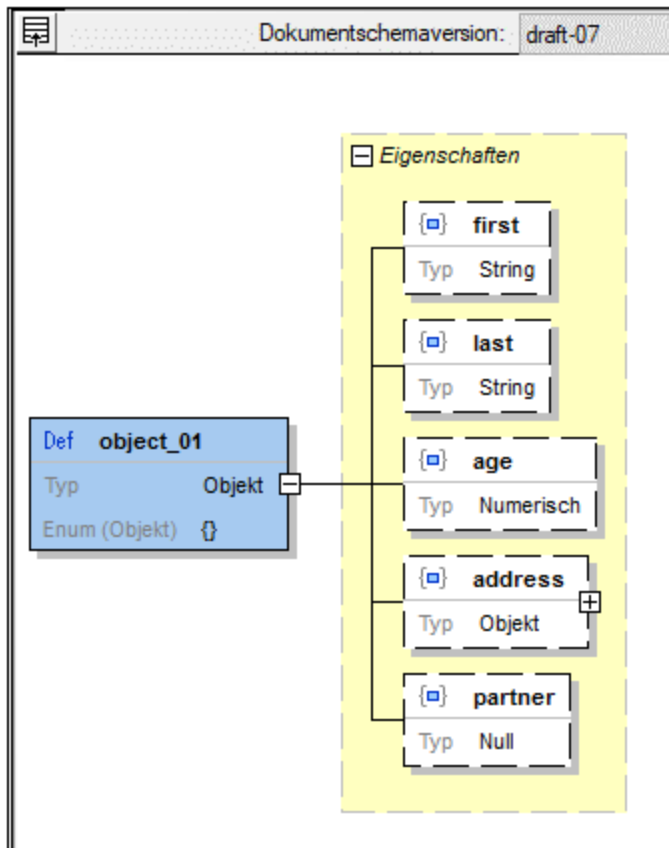 Dokumentschemaversion: draft-07
Eigenschaften
{} first
Typ String
{} last
Typ String
Def object_01
Typ Objekt
Enum (Objekt) {}
{} age
Typ Numerisch
{} address
Typ Objekt
{} partner
Typ Null